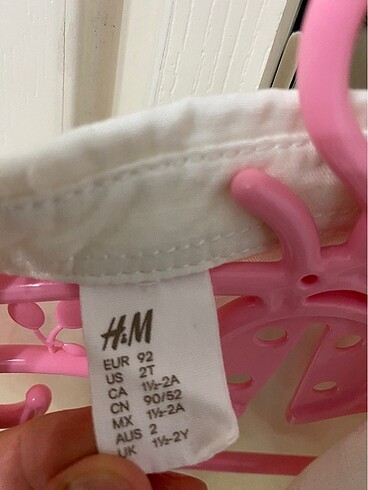 H&M
EUR 92
US 2T
CA 1½-2A
CN 90/52
MX 1½-2A
AUS 2
UK 1½-2Y